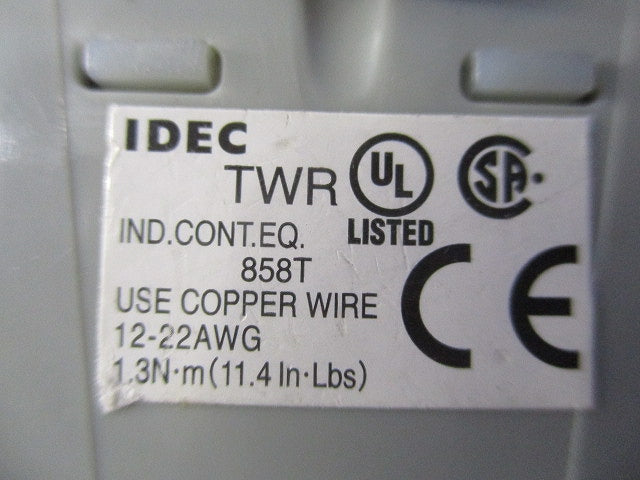 IDEC
TWR
UL
LISTED
SA
IND.CONT.EQ.
858T
USE COPPER WIRE
12-22AWG
1.3N·m(11.4 In·Lbs)
CE